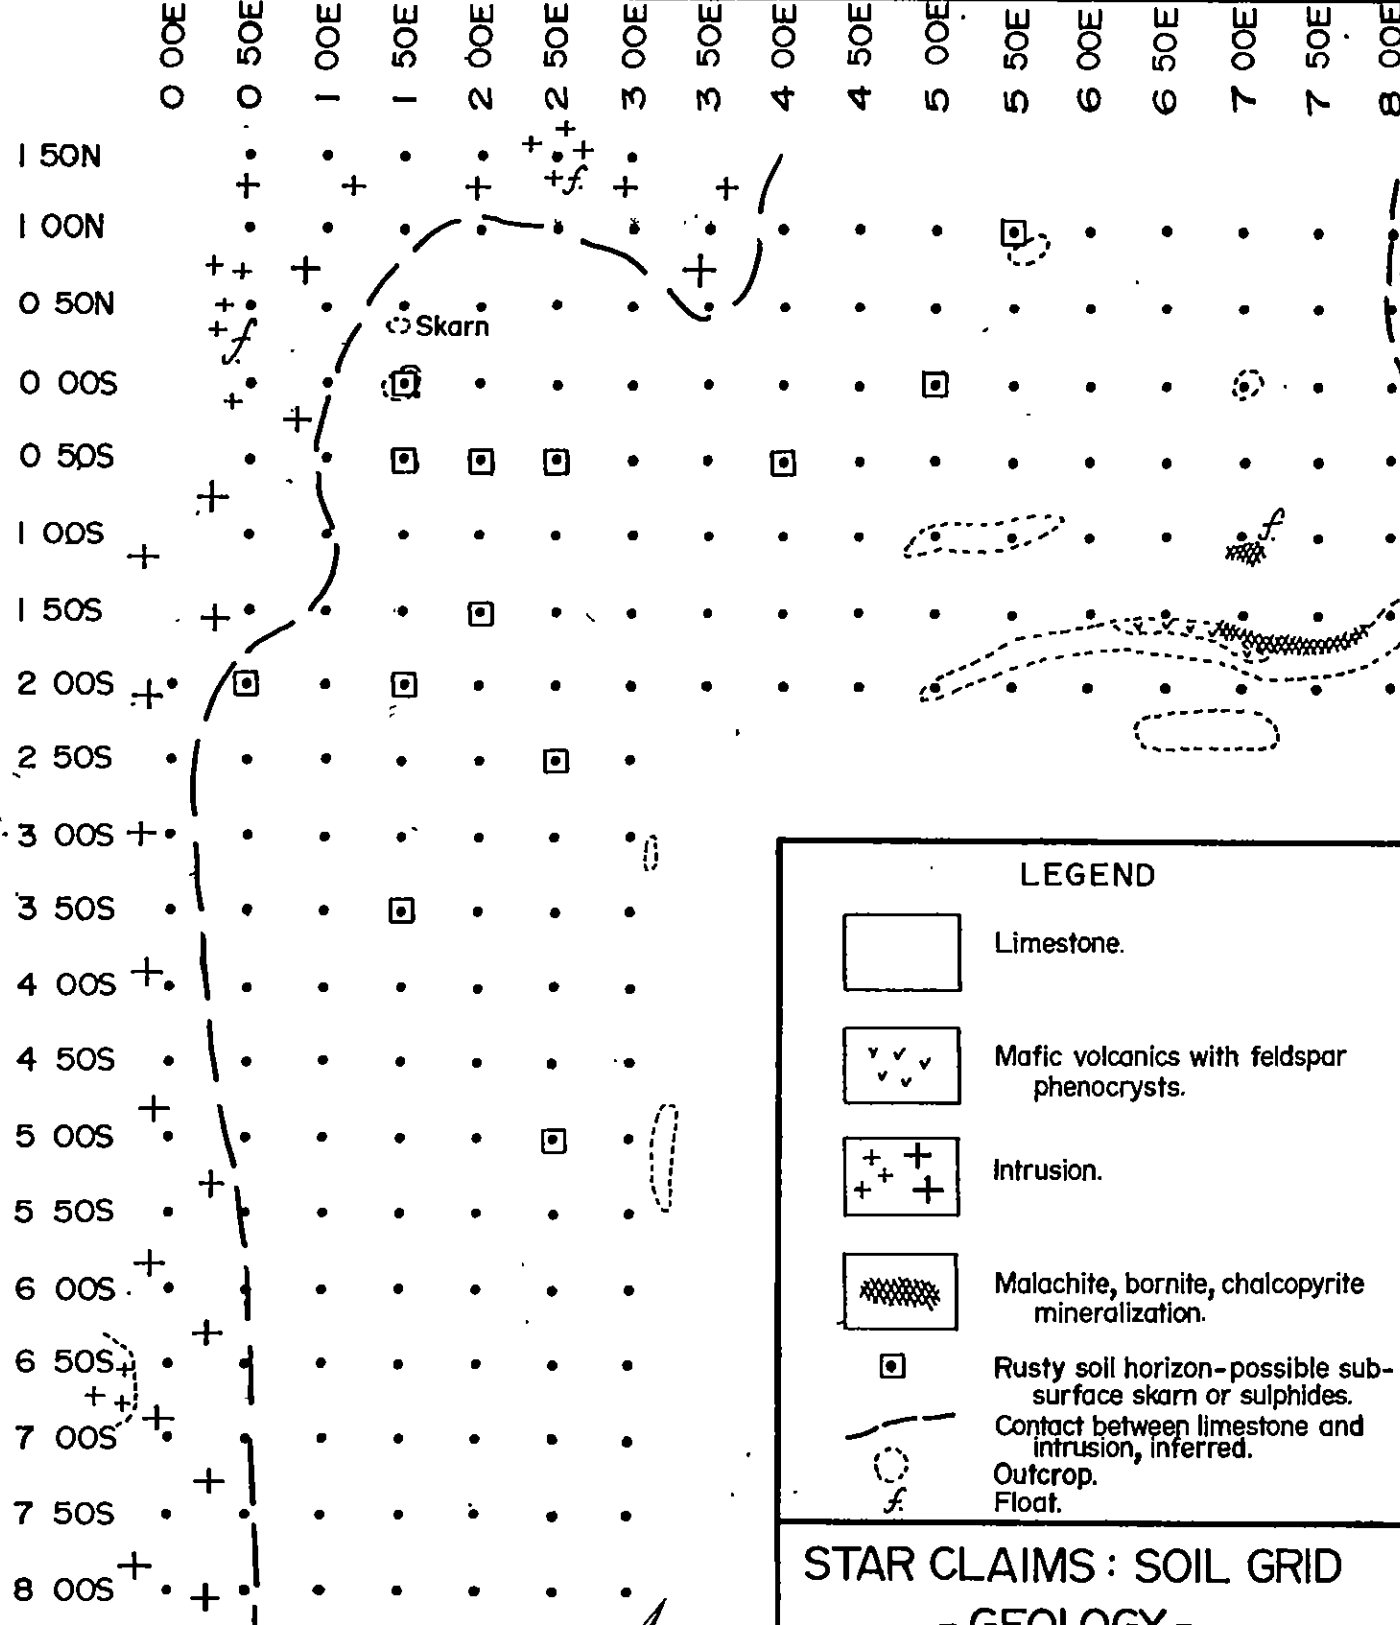 0 00E
0 50E
1 00E
1 50E
2 00E
2 50E
3 00E
3 50E
4 00E
4 50E
5 00E
5 50E
6 00E
6 50E
7 00E
7 50E
8 00E
1 50N
f.
1 00N
0 50N
Skarn
f
0 00S
0 50S
1 00S
f
1 50S
2 00S
2 50S
3 00S
3 50S
4 00S
4 50S
5 00S
5 50S
6 00S
6 50S
7 00S
7 50S
8 00S
LEGEND
Limestone.
Mafic volcanics with feldspar
phenocrysts.
Intrusion.
Malachite, bornite, chalcopyrite
mineralization.
Rusty soil horizon-possible sub-
surface skarn or sulphides.
Contact between limestone and
intrusion, inferred.
Outcrop.
f. Float.
STAR CLAIMS: SOIL GRID
- GEOLOGY -